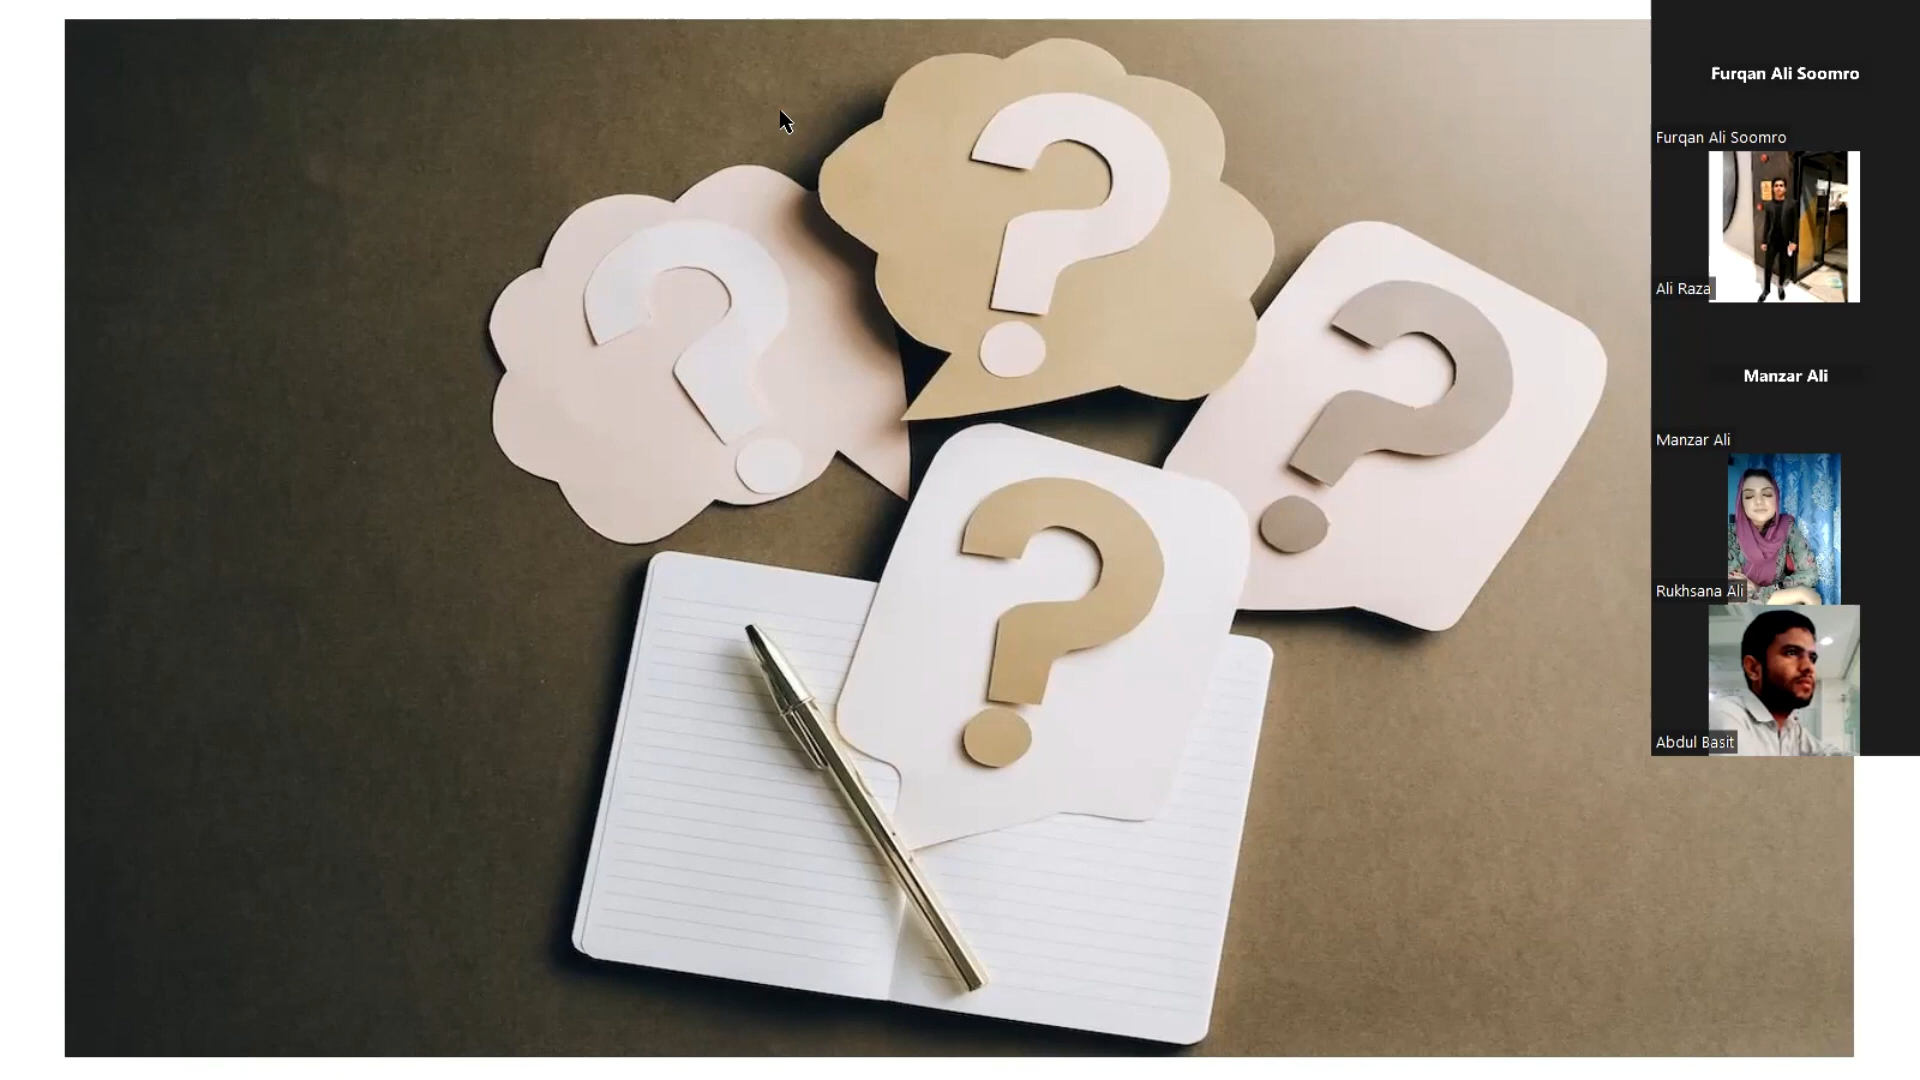 ?
?
?
?
Furqan Ali Soomro
Furqan Ali Soomro
Ali Raza
Manzar Ali
Manzar Ali
Rukhsana Ali
Abdul Basit